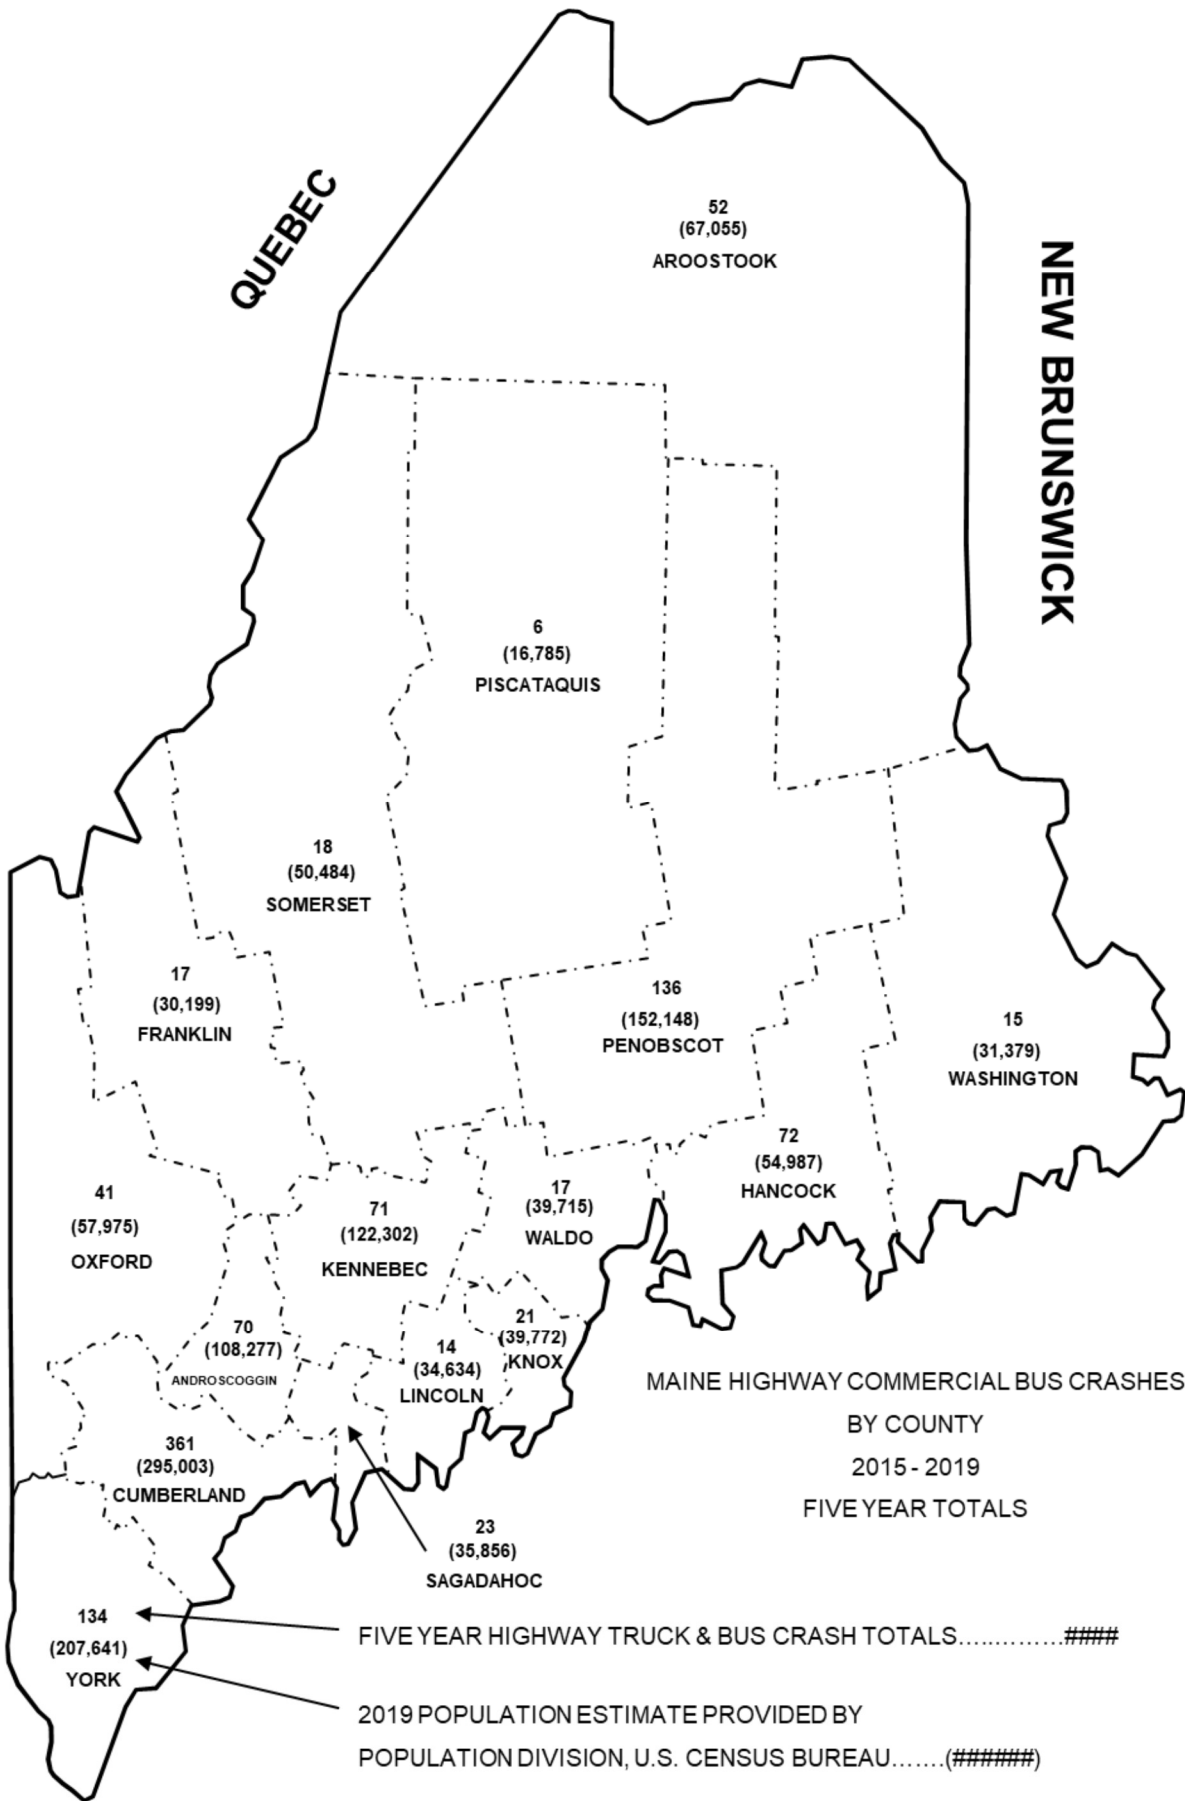 QUEBEC
NEW BRUNSWICK
52
(67,055)
AROOSTOOK
6
(16,785)
PISCATAQUIS
18
(50,484)
SOMERSET
17
(30,199)
FRANKLIN
136
(152,148)
PENOBSCOT
15
(31,379)
WASHINGTON
72
(54,987)
HANCOCK
41
(57,975)
OXFORD
71
(122,302)
KENNEBEC
17
(39,715)
WALDO
70
(108,277)
ANDROSCOGGIN
14
(34,634)
LINCOLN
21
(39,772)
KNOX
361
(295,003)
CUMBERLAND
23
(35,856)
SAGADAHOC
134
(207,641)
YORK
MAINE HIGHWAY COMMERCIAL BUS CRASHES
BY COUNTY
2015 - 2019
FIVE YEAR TOTALS
FIVE YEAR HIGHWAY TRUCK & BUS CRASH TOTALS..............####
2019 POPULATION ESTIMATE PROVIDED BY
POPULATION DIVISION, U.S. CENSUS BUREAU.......(######)